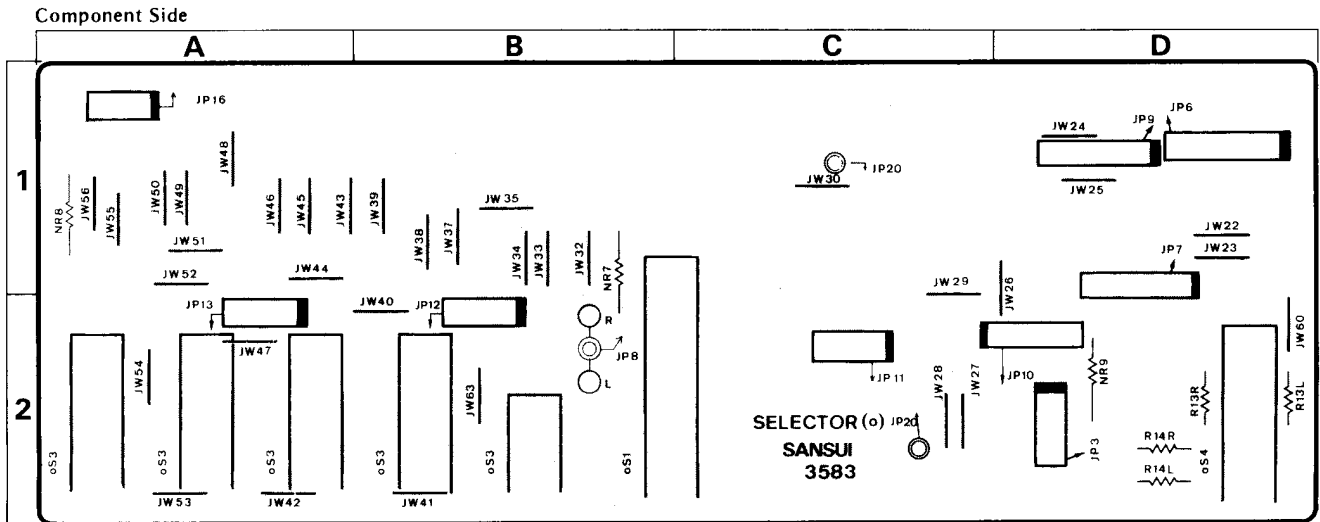 Component Side
A B C D
1
2
JP16
JW48
JW56
JW55
NR8
JW50
JW49
JW46
JW45
JW43
JW39
JW51
JW52
JW44
JW38
JW37
JW35
JW34
JW33
JW32
NR7
JW30
JP20
JW24
JP9
JP6
JW25
JW22
JW23
JP7
JW29
JW26
JW60
JP13
JW40
JP12
R
JP8
L
JW47
JW54
JW63
JP11
JW28
JW27
JP10
NR9
R13R
R13L
SELECTOR (o) JP20
SANSUI
3583
JP3
R14R
R14L
oS3
oS3
oS3
oS3
oS1
oS4
JW53
JW42
JW41